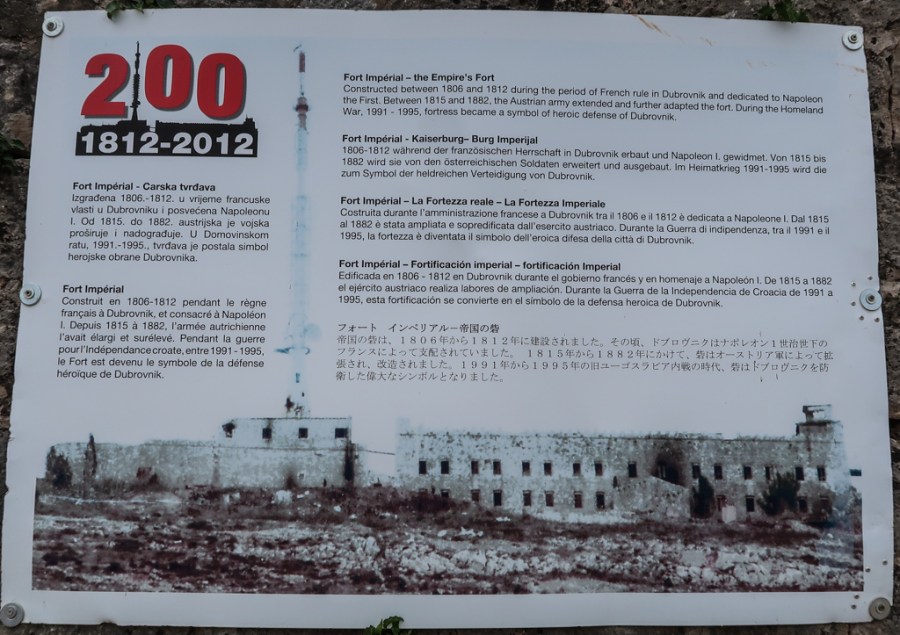 200
1812-2012
Fort Impérial - Carska tvrđava
Izgrađena 1806.-1812. u vrijeme francuske
vlasti u Dubrovniku i posvećena Napoleonu
I. Od 1815. do 1882. austrijska je vojska
proširuje i nadograđuje. U Domovinskom
ratu, 1991.-1995., tvrđava je postala simbol
herojske obrane Dubrovnika.
Fort Impérial
Construit en 1806-1812 pendant le règne
français à Dubrovnik, et consacré à Napoléon
I. Depuis 1815 à 1882, l'armée autrichienne
l'avait élargi et surélevé. Pendant la guerre
pour l'Indépendance croate, entre 1991 - 1995,
le Fort est devenu le symbole de la défense
héroïque de Dubrovnik.
Fort Impérial – the Empire's Fort
Constructed between 1806 and 1812 during the period of French rule in Dubrovnik and dedicated to Napoleon
the First. Between 1815 and 1882, the Austrian army extended and further adapted the fort. During the Homeland
War, 1991 - 1995, fortress became a symbol of heroic defense of Dubrovnik.
Fort Impérial - Kaiserburg– Burg Imperijal
1806-1812 während der französischen Herrschaft in Dubrovnik erbaut und Napoleon I. gewidmet. Von 1815 bis
1882 wird sie von den österreichischen Soldaten erweitert und ausgebaut. Im Heimatkrieg 1991-1995 wird die
zum Symbol der heldreichen Verteidigung von Dubrovnik.
Fort Impérial – La Fortezza reale – La Fortezza Imperiale
Costruita durante l'amministrazione francese a Dubrovnik tra il 1806 e il 1812 è dedicata a Napoleone I. Dal 1815
al 1882 è stata ampliata e sopredificata dall'esercito austriaco. Durante la Guerra di indipendenza, tra il 1991 e il
1995, la fortezza è diventata il simbolo dell'eroica difesa della città di Dubrovnik.
Fort Impérial – Fortificación imperial – fortificación Imperial
Edificada en 1806 - 1812 en Dubrovnik durante el gobierno francés y en homenaje a Napoleón I. De 1815 a 1882
el ejército austriaco realiza labores de ampliación. Durante la Guerra de la Independencia de Croacia de 1991 a
1995, esta fortificación se convierte en el símbolo de la defensa heroica de Dubrovnik.
フォート　インペリアル－帝国の砦
帝国の砦は、１８０６年から１８１２年に建設されました。その頃、ドブロヴニクはナポレオン１世治世下の
フランスによって支配されていました。 １８１５年から１８８２年にかけて、砦はオーストリア軍によって拡
張され、改造されました。１９９１年から１９９５年の旧ユーゴスラビア内戦の時代、砦はドブロヴニクを防
衛した偉大なシンボルとなりました。